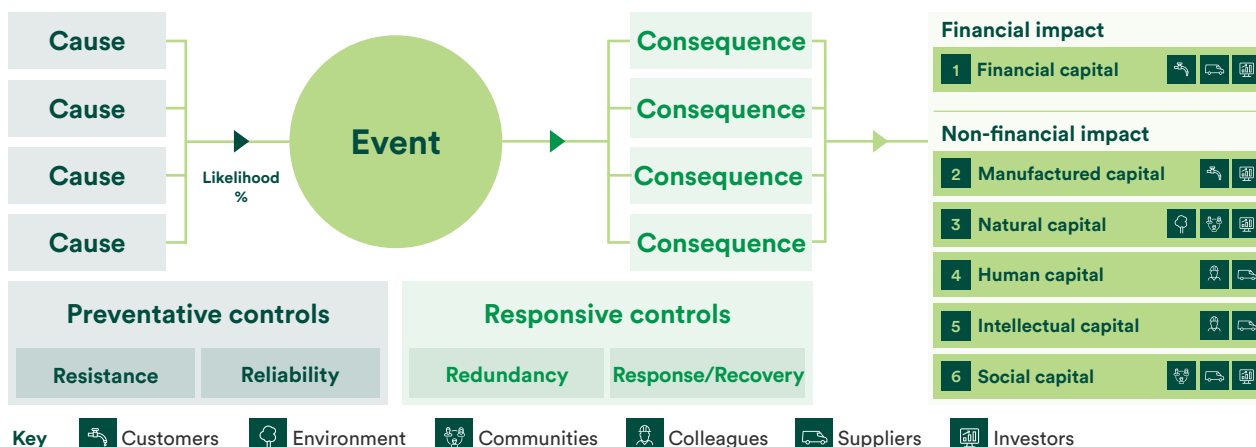 Cause
Cause
Cause
Cause
Likelihood
%
Event
Consequence
Consequence
Consequence
Consequence
Preventative controls
Resistance
Reliability
Responsive controls
Redundancy
Response/Recovery
Financial impact
1 Financial capital
Non-financial impact
2 Manufactured capital
3 Natural capital
4 Human capital
5 Intellectual capital
6 Social capital
Key Customers Environment Communities Colleagues Suppliers Investors